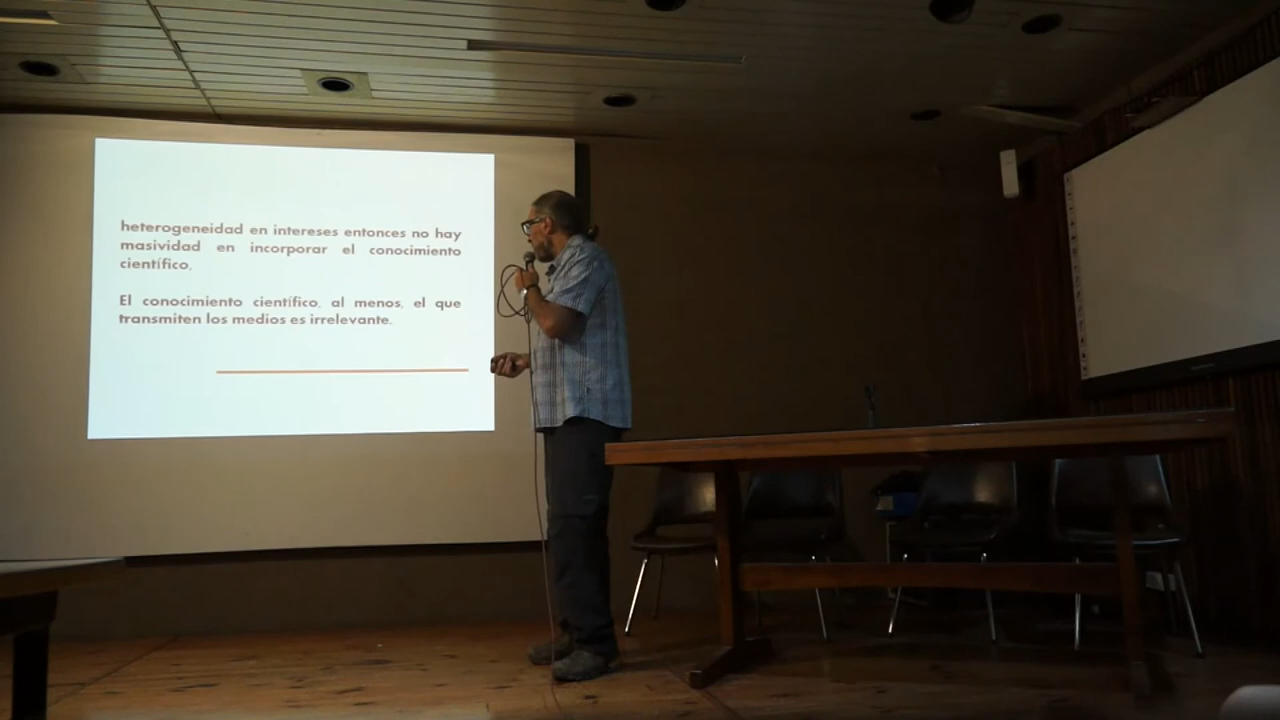 heterogeneidad en intereses entonces no hay
masividad en incorporar el conocimiento
científico,
El conocimiento científico, al menos, el que
transmiten los medios es irrelevante.